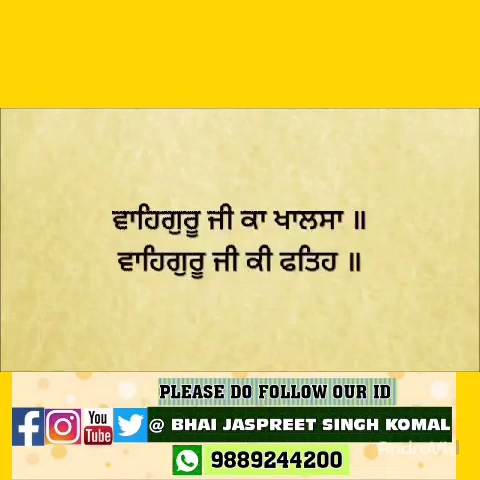 ਵਾਹਿਗੁਰੂ ਜੀ ਕਾ ਖਾਲਸਾ ॥
ਵਾਹਿਗੁਰੂ ਜੀ ਕੀ ਫਤਿਹ ॥
PLEASE DO FOLLOW OUR ID
You Tube @ BHAI JASPREET SINGH KOMAL
9889244200